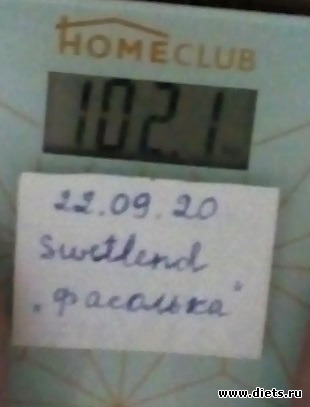 HOMECLUB
102.1
22.09.20
Swetlend
„фасолька"
www.diets.ru